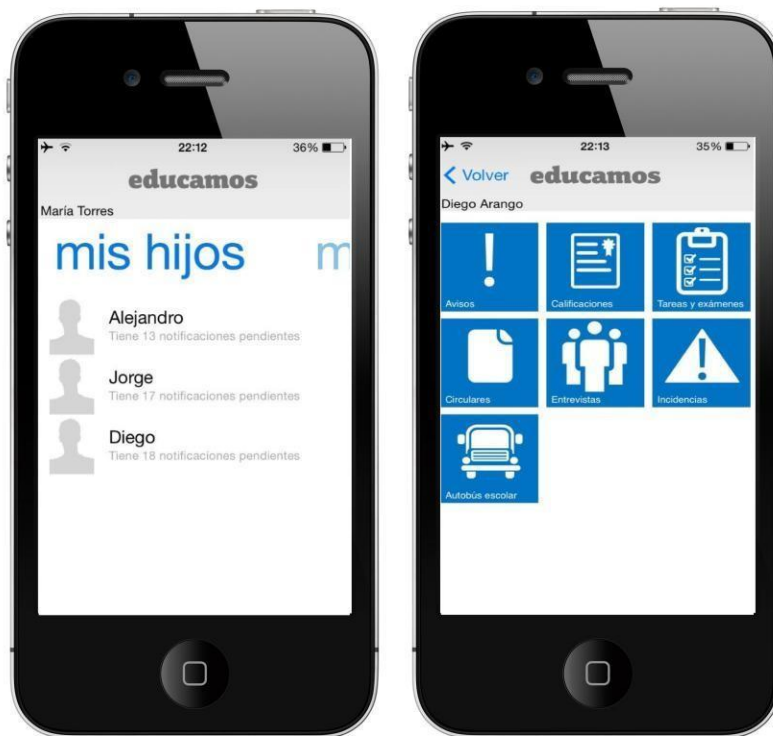 22:12
36%
educamos
María Torres
mis hijos m
Alejandro
Tiene 13 notificaciones pendientes
Jorge
Tiene 17 notificaciones pendientes
Diego
Tiene 18 notificaciones pendientes
22:13
35%
Volver educamos
Diego Arango
Avisos Calificaciones Tareas y exámenes
Circulares Entrevistas Incidencias
Autobús escolar